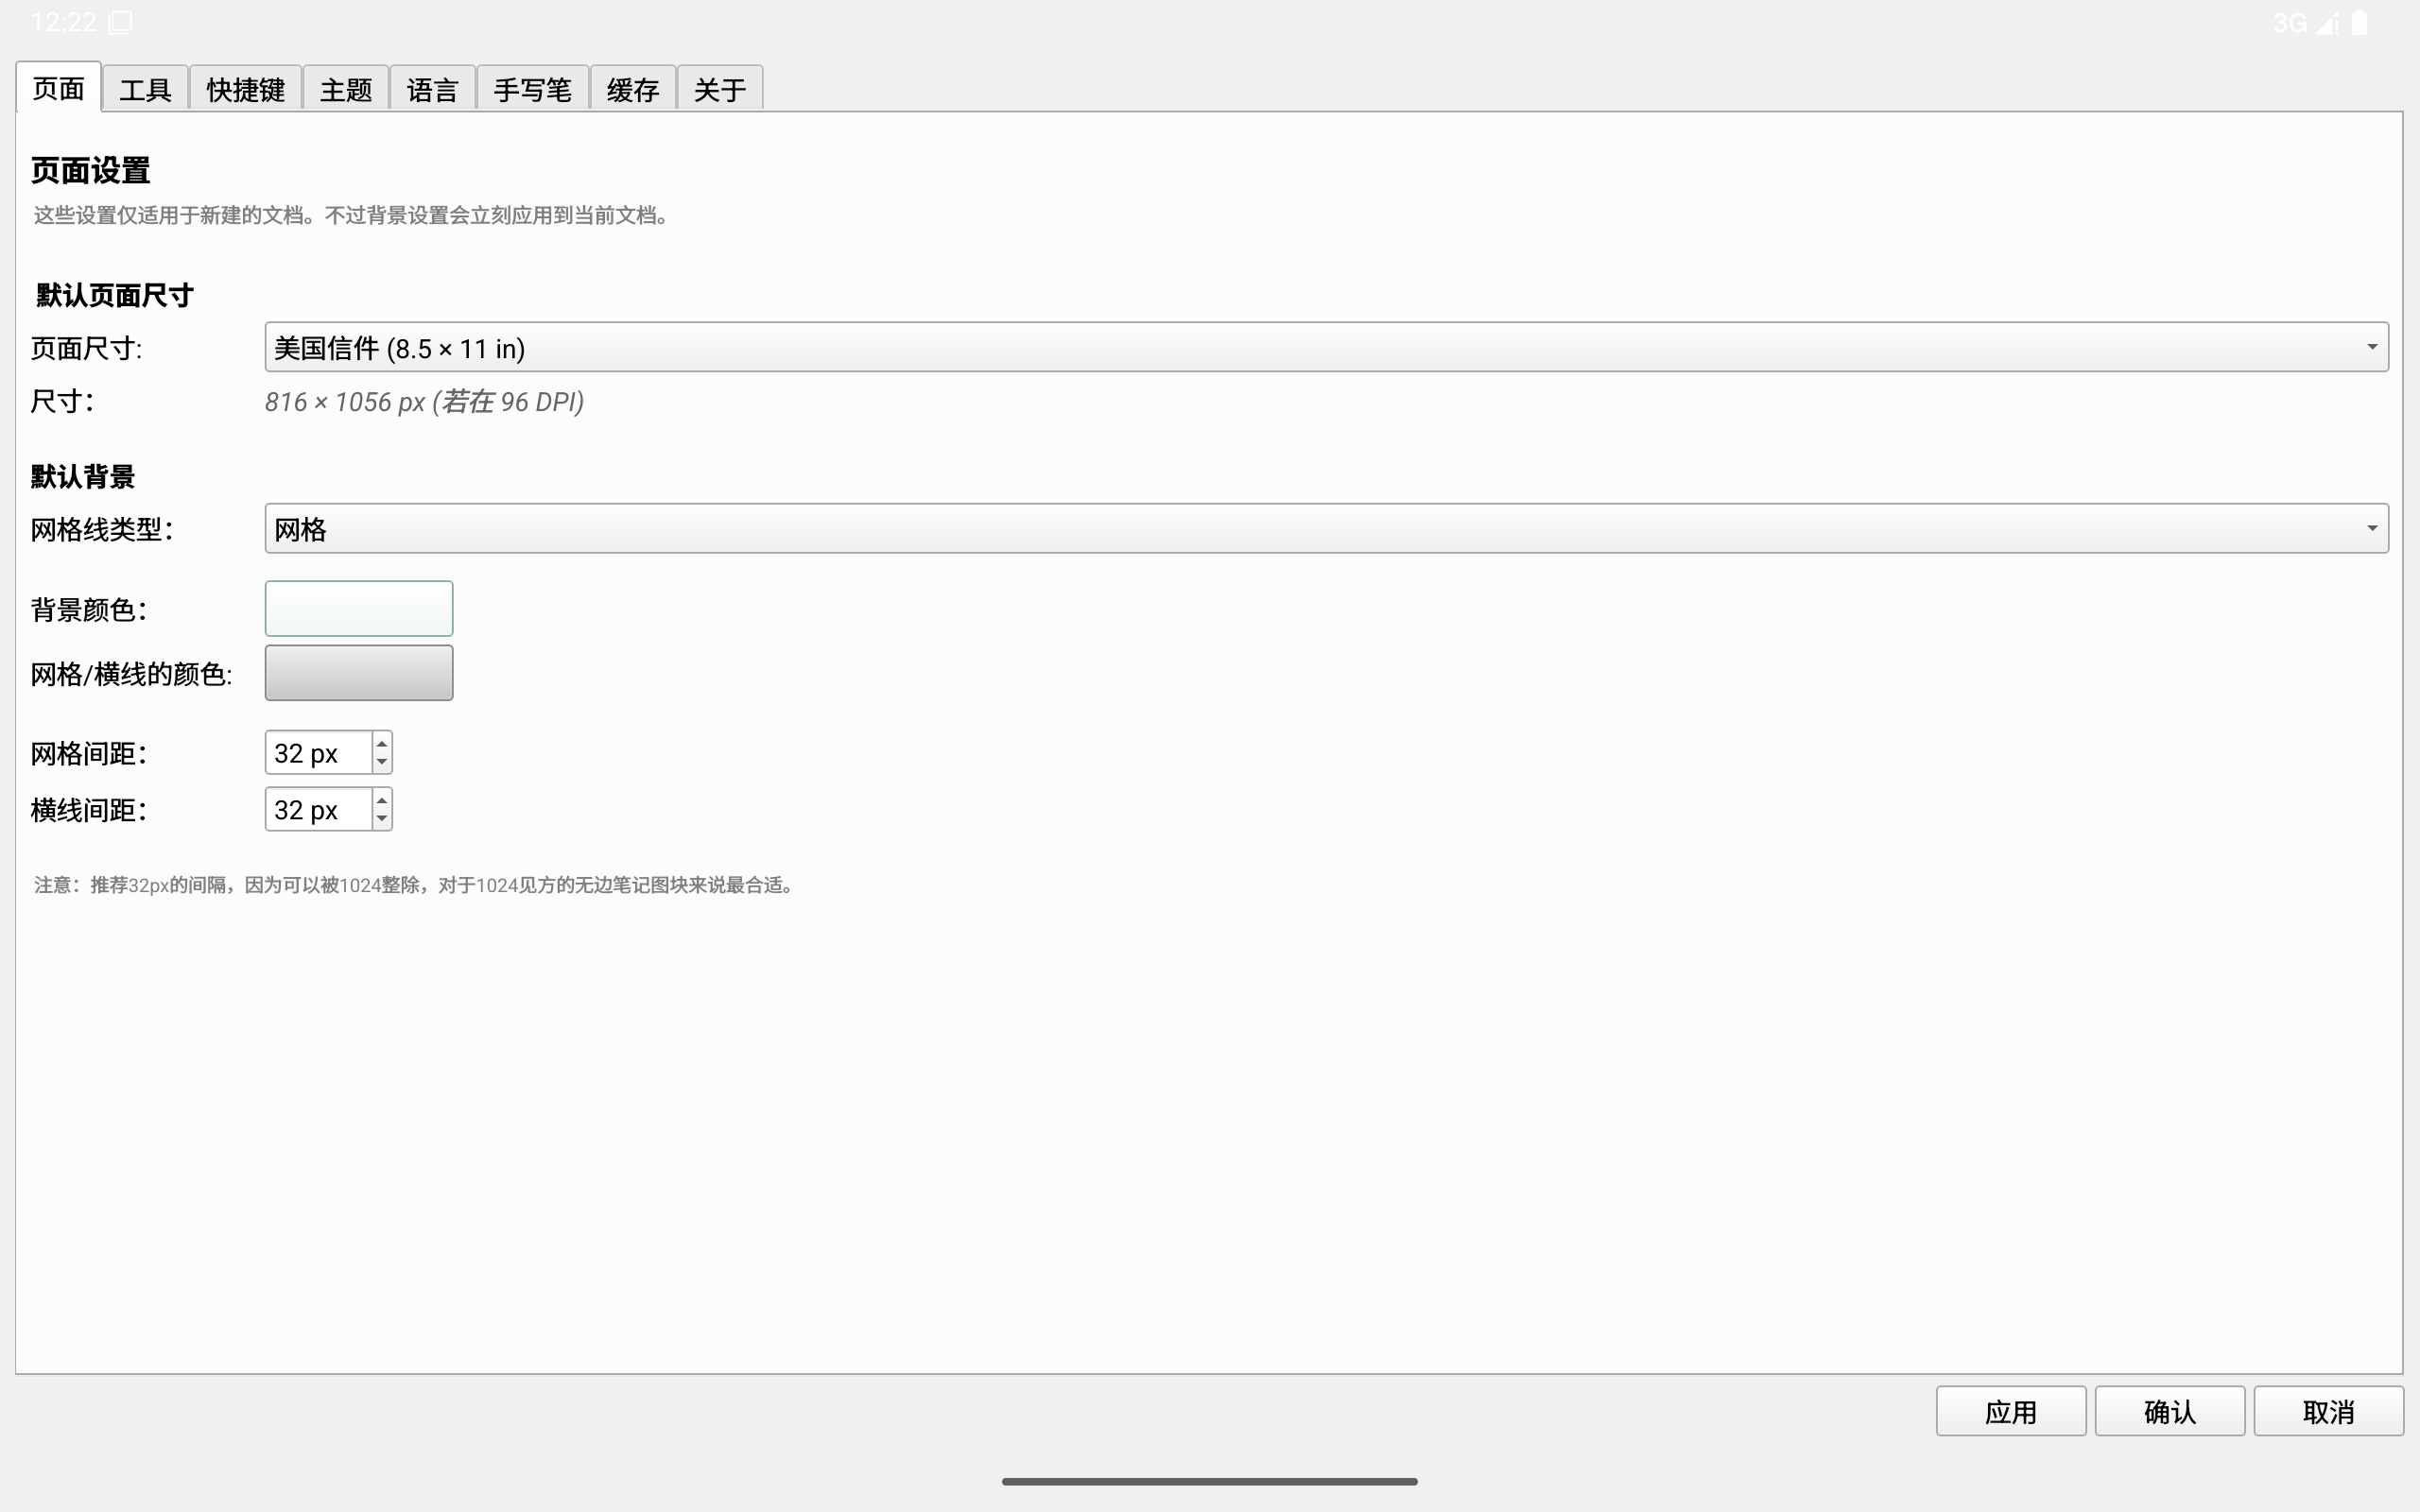 12:22 3G
页面 工具 快捷键 主题 语言 手写笔 缓存 关于
页面设置
这些设置仅适用于新建的文档。不过背景设置会立刻应用到当前文档。
默认页面尺寸
页面尺寸: 美国信件 (8.5 × 11 in)
尺寸： 816 × 1056 px (若在 96 DPI)
默认背景
网格线类型： 网格
背景颜色：
网格/横线的颜色:
网格间距： 32 px
横线间距： 32 px
注意：推荐32px的间隔，因为可以被1024整除，对于1024见方的无边笔记图块来说最合适。
应用 确认 取消